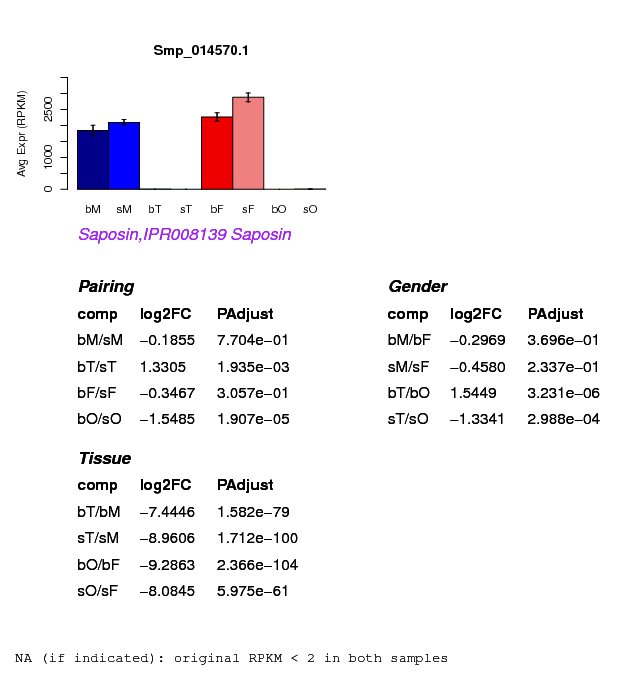 Smp_014570.1
Avg Expr (RPKM)
0 1000 2500
bM sM bT sT bF sF bO sO
Saposin,IPR008139 Saposin
Pairing
comp log2FC PAdjust
bM/sM −0.1855 7.704e−01
bT/sT 1.3305 1.935e−03
bF/sF −0.3467 3.057e−01
bO/sO −1.5485 1.907e−05
Gender
comp log2FC PAdjust
bM/bF −0.2969 3.696e−01
sM/sF −0.4580 2.337e−01
bT/bO 1.5449 3.231e−06
sT/sO −1.3341 2.988e−04
Tissue
comp log2FC PAdjust
bT/bM −7.4446 1.582e−79
sT/sM −8.9606 1.712e−100
bO/bF −9.2863 2.366e−104
sO/sF −8.0845 5.975e−61
NA (if indicated): original RPKM < 2 in both samples